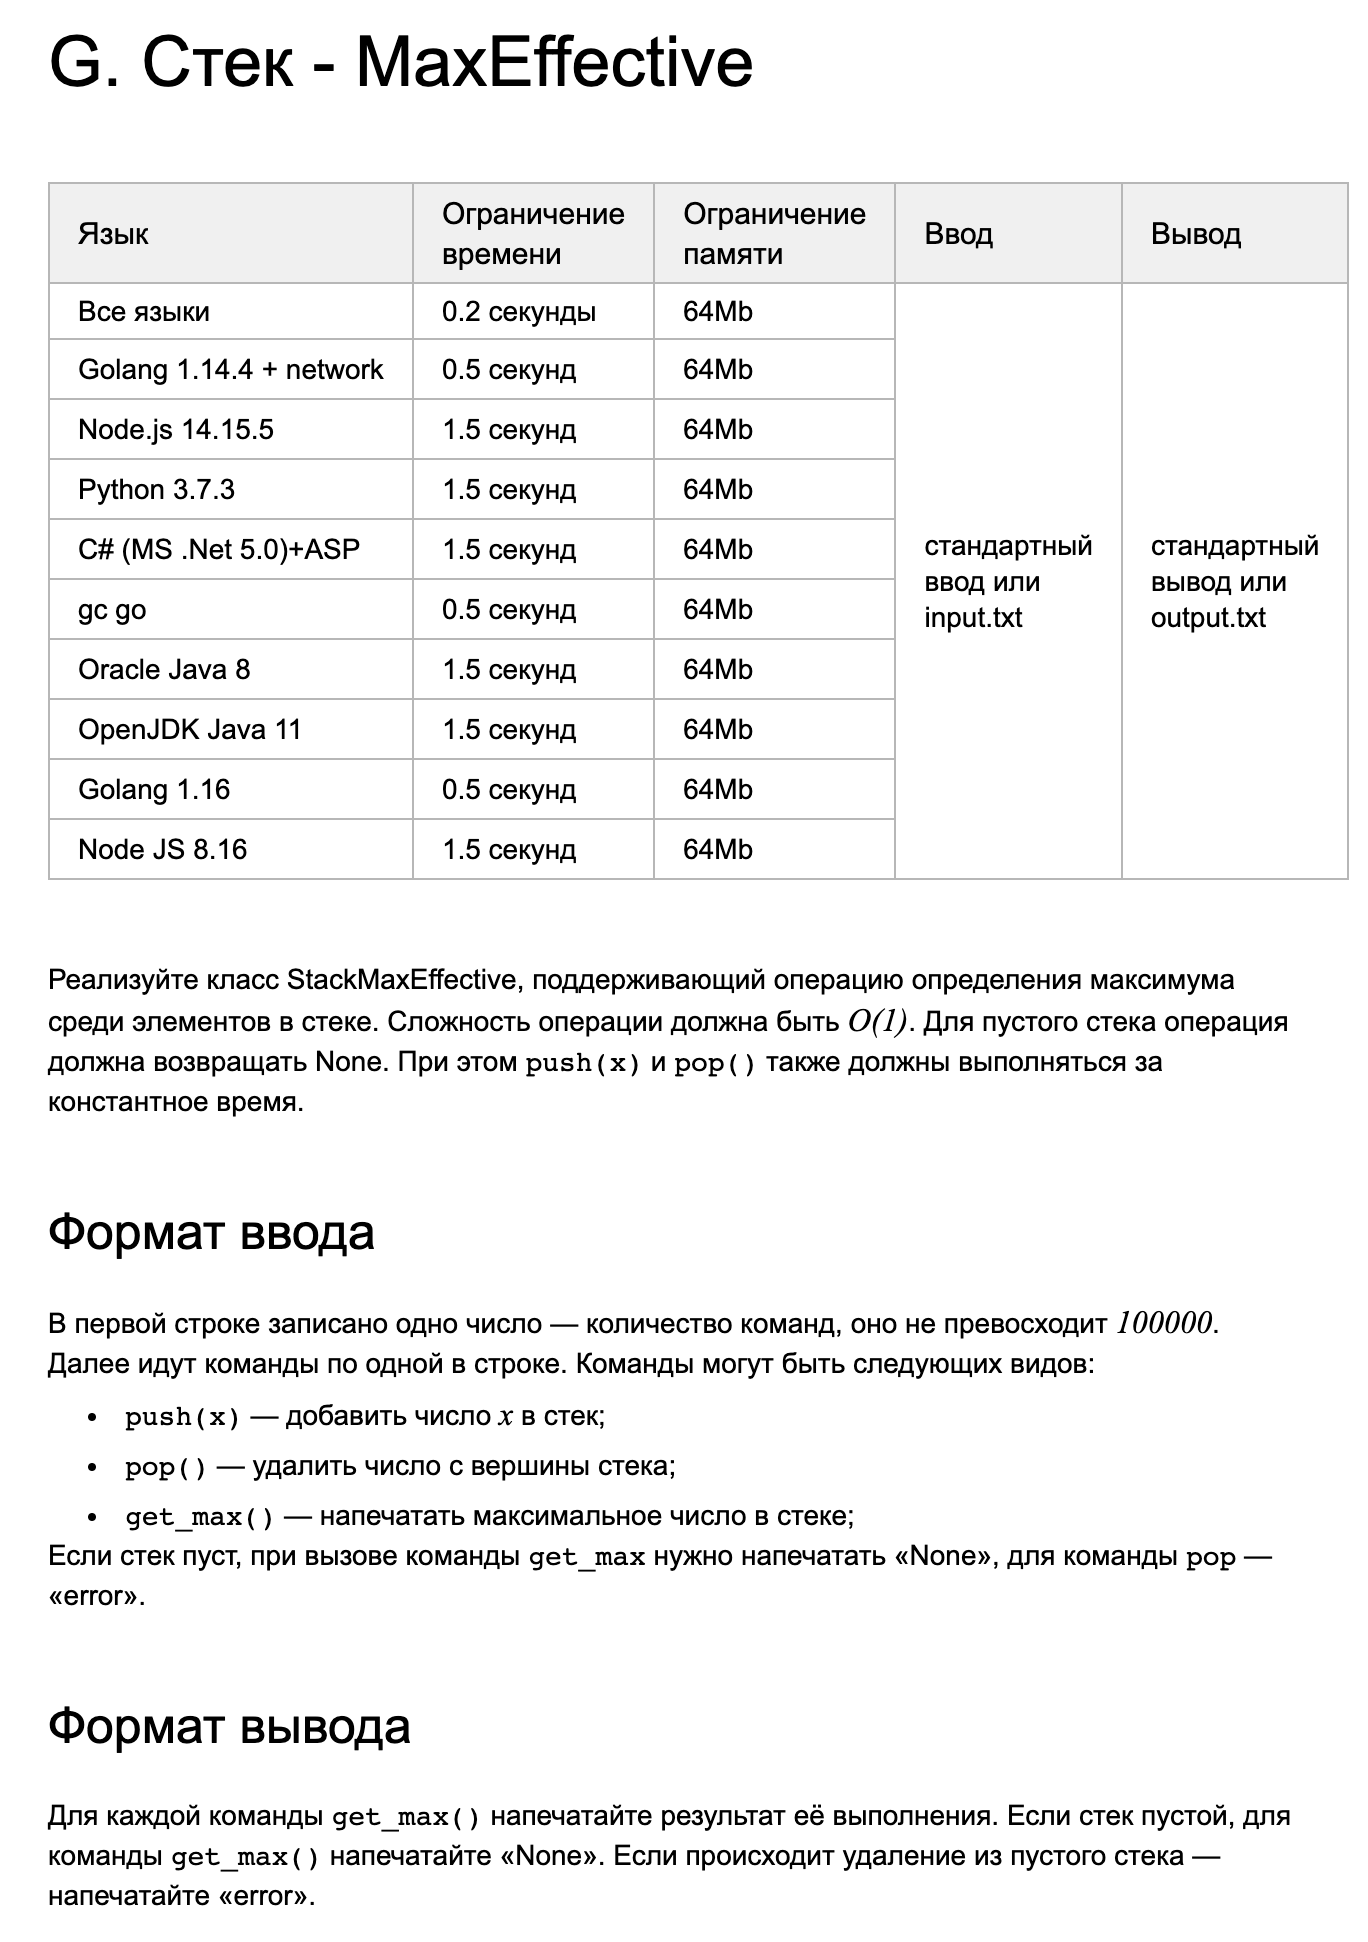 G. Стек - MaxEffective
Язык
Ограничение
времени
Ограничение
памяти
Ввод
Вывод
Все языки
0.2 секунды
64Mb
Golang 1.14.4 + network
0.5 секунд
64Mb
Node.js 14.15.5
1.5 секунд
64Mb
Python 3.7.3
1.5 секунд
64Mb
C# (MS .Net 5.0)+ASP
1.5 секунд
64Mb
gc go
0.5 секунд
64Mb
Oracle Java 8
1.5 секунд
64Mb
OpenJDK Java 11
1.5 секунд
64Mb
Golang 1.16
0.5 секунд
64Mb
Node JS 8.16
1.5 секунд
64Mb
стандартный
ввод или
input.txt
стандартный
вывод или
output.txt
Реализуйте класс StackMaxEffective, поддерживающий операцию определения максимума
среди элементов в стеке. Сложность операции должна быть O(1). Для пустого стека операция
должна возвращать None. При этом push(x) и pop() также должны выполняться за
константное время.
Формат ввода
В первой строке записано одно число — количество команд, оно не превосходит 100000.
Далее идут команды по одной в строке. Команды могут быть следующих видов:
• push(x) — добавить число x в стек;
• pop() — удалить число с вершины стека;
• get_max() — напечатать максимальное число в стеке;
Если стек пуст, при вызове команды get_max нужно напечатать «None», для команды pop —
«error».
Формат вывода
Для каждой команды get_max() напечатайте результат её выполнения. Если стек пустой, для
команды get_max() напечатайте «None». Если происходит удаление из пустого стека —
напечатайте «error».